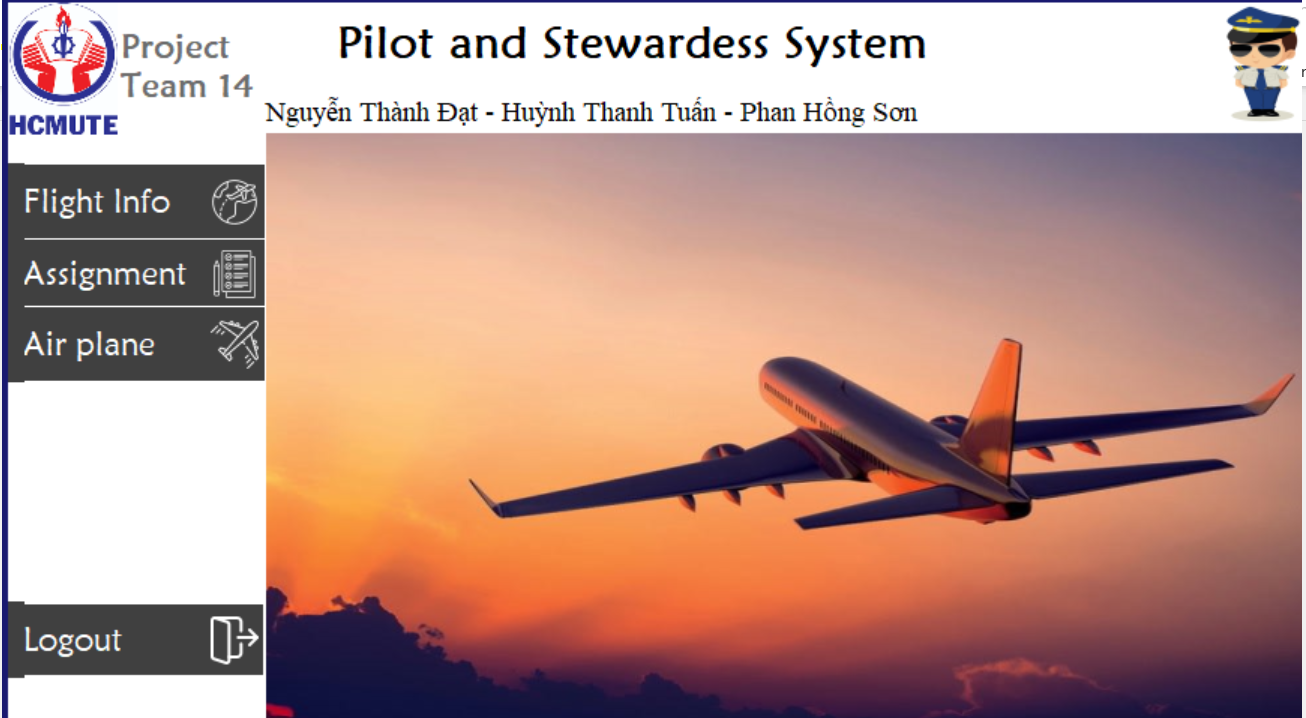 Project
Team 14
HCMUTE
Pilot and Stewardess System
Nguyễn Thành Đạt - Huỳnh Thanh Tuấn - Phan Hồng Sơn
Flight Info
Assignment
Air plane
Logout